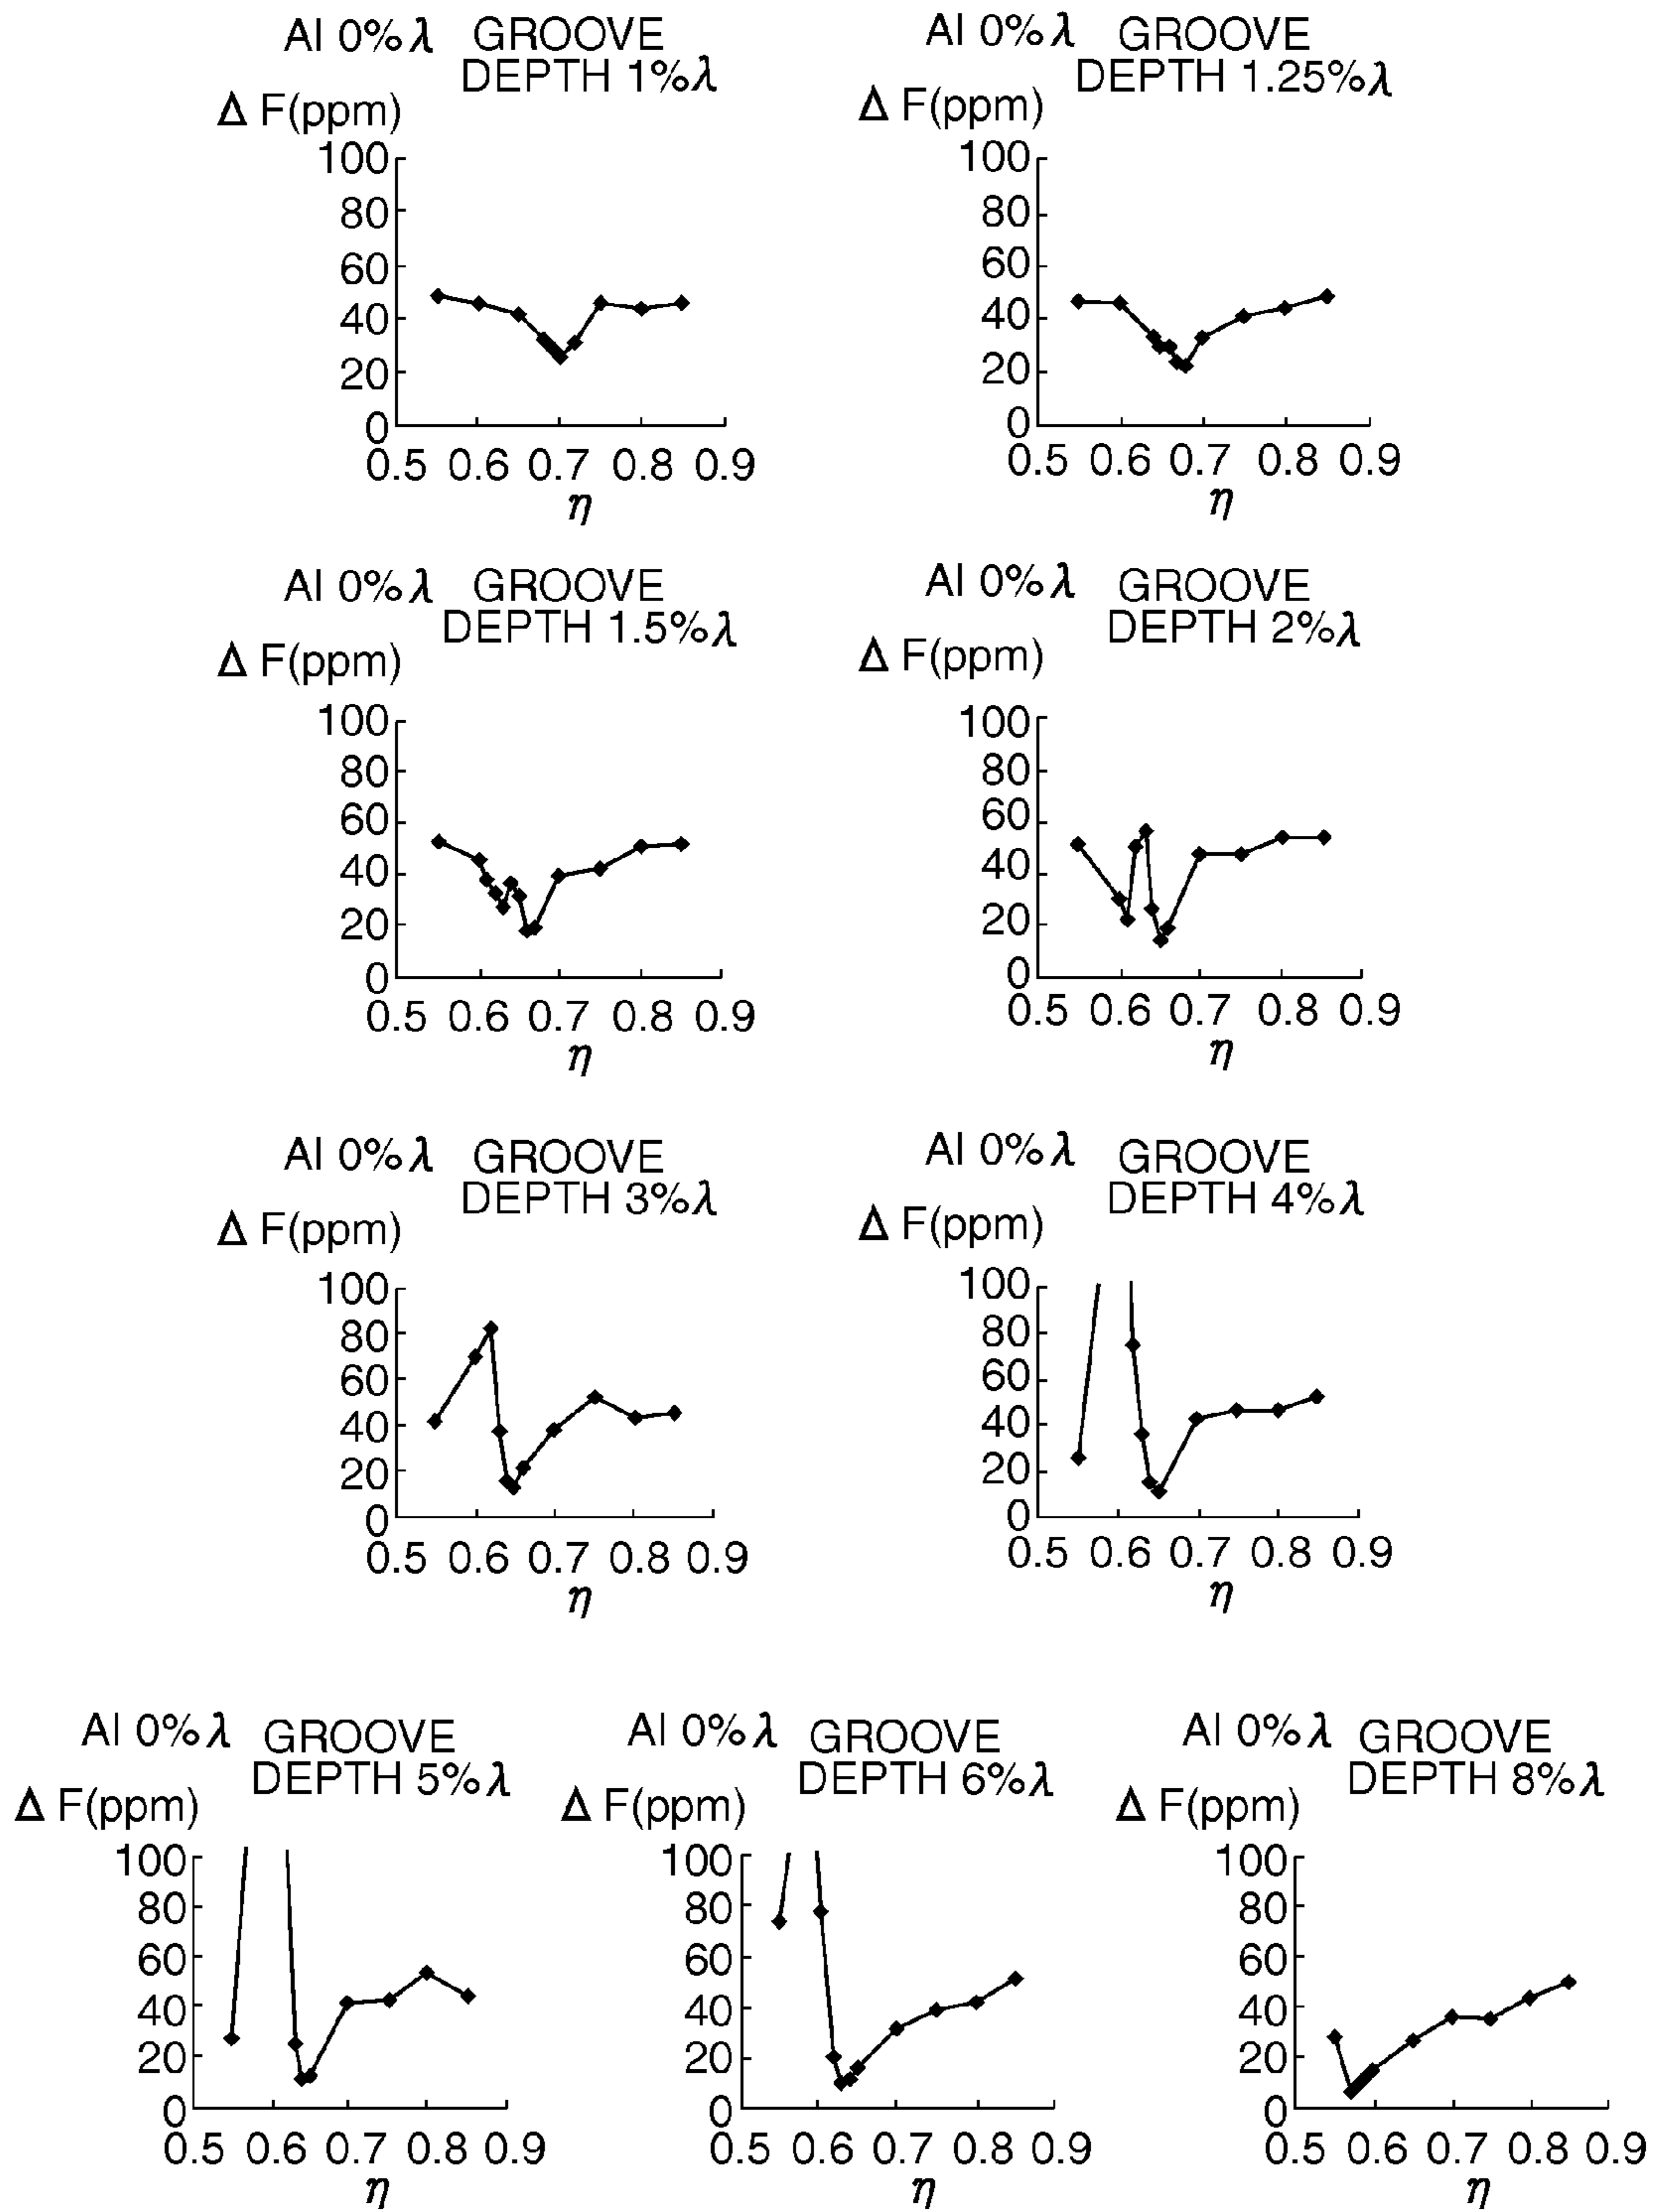 Al 0%λ GROOVE
DEPTH 1%λ
Δ F(ppm)
100
80
60
40
20
0
0.5 0.6 0.7 0.8 0.9
η
Al 0%λ GROOVE
DEPTH 1.25%λ
Δ F(ppm)
100
80
60
40
20
0
0.5 0.6 0.7 0.8 0.9
η
Al 0%λ GROOVE
DEPTH 1.5%λ
Δ F(ppm)
100
80
60
40
20
0
0.5 0.6 0.7 0.8 0.9
η
Al 0%λ GROOVE
DEPTH 2%λ
Δ F(ppm)
100
80
60
40
20
0
0.5 0.6 0.7 0.8 0.9
η
Al 0%λ GROOVE
DEPTH 3%λ
Δ F(ppm)
100
80
60
40
20
0
0.5 0.6 0.7 0.8 0.9
η
Al 0%λ GROOVE
DEPTH 4%λ
Δ F(ppm)
100
80
60
40
20
0
0.5 0.6 0.7 0.8 0.9
η
Al 0%λ GROOVE
DEPTH 5%λ
Δ F(ppm)
100
80
60
40
20
0
0.5 0.6 0.7 0.8 0.9
η
Al 0%λ GROOVE
DEPTH 6%λ
Δ F(ppm)
100
80
60
40
20
0
0.5 0.6 0.7 0.8 0.9
η
Al 0%λ GROOVE
DEPTH 8%λ
Δ F(ppm)
100
80
60
40
20
0
0.5 0.6 0.7 0.8 0.9
η